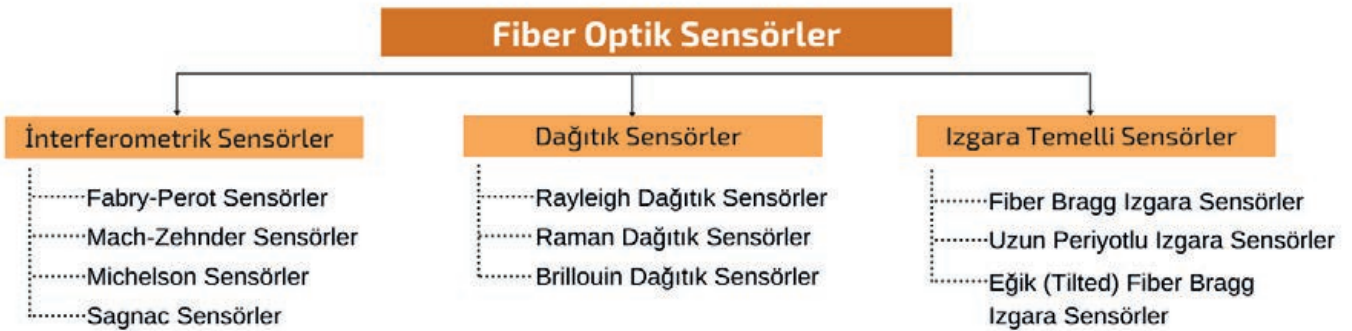 Fiber Optik Sensörler
İnterferometrik Sensörler
Fabry-Perot Sensörler
Mach-Zehnder Sensörler
Michelson Sensörler
Sagnac Sensörler
Dağıtık Sensörler
Rayleigh Dağıtık Sensörler
Raman Dağıtık Sensörler
Brillouin Dağıtık Sensörler
Izgara Temelli Sensörler
Fiber Bragg Izgara Sensörler
Uzun Periyotlu Izgara Sensörler
Eğik (Tilted) Fiber Bragg
Izgara Sensörler